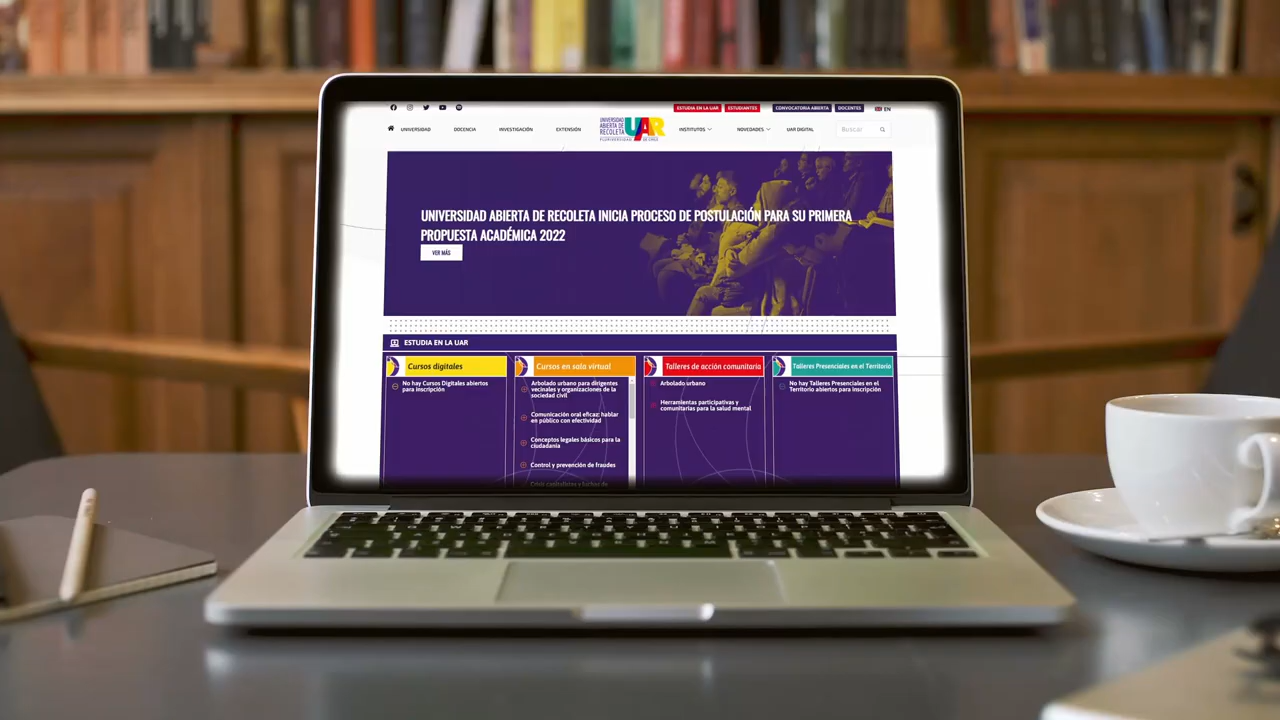 ESTUDIA EN LA UAR
ESTUDIANTES
CONVOCATORIA ABIERTA
DOCENTES
EN
UNIVERSIDAD
DOCENCIA
INVESTIGACIÓN
EXTENSIÓN
UNIVERSIDAD
ABIERTA DE
RECOLETA
UAR
INSTITUTOS
NOVEDADES
UAR DIGITAL
Buscar
UNIVERSIDAD ABIERTA DE RECOLETA INICIA PROCESO DE POSTULACIÓN PARA SU PRIMERA
PROPUESTA ACADÉMICA 2022
VER MÁS
ESTUDIA EN LA UAR
Cursos digitales
No hay Cursos Digitales abiertos
para inscripción
Cursos en sala virtual
Arbolado urbano para dirigentes
vecinales y organizaciones de la
sociedad civil
Comunicación oral eficaz: hablar
en público con efectividad
Conceptos legales básicos para la
ciudadanía
Control y prevención de fraudes
Talleres de acción comunitaria
Arbolado urbano
Herramientas participativas y
comunitarias para la salud mental
Talleres Presenciales en el Territorio
No hay Talleres Presenciales en el
Territorio abiertos para inscripción